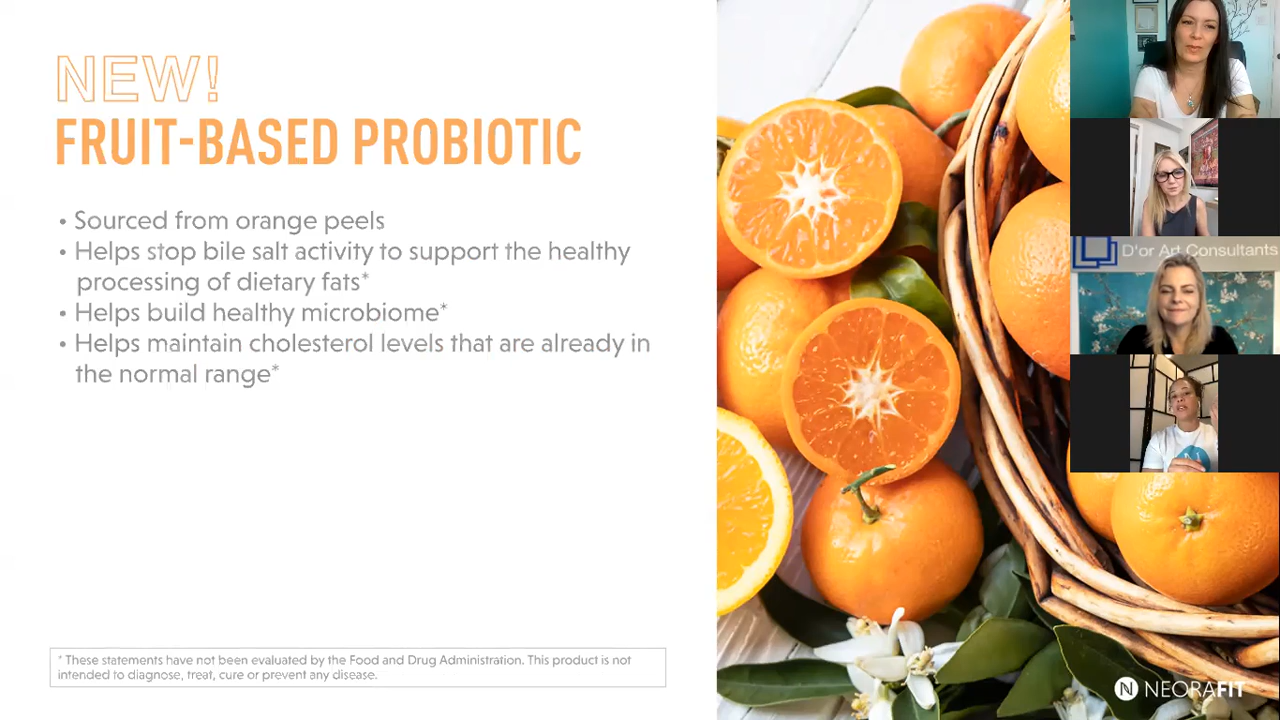 NEW!
FRUIT-BASED PROBIOTIC
• Sourced from orange peels
• Helps stop bile salt activity to support the healthy
processing of dietary fats*
• Helps build healthy microbiome*
• Helps maintain cholesterol levels that are already in
the normal range*
* These statements have not been evaluated by the Food and Drug Administration. This product is not
intended to diagnose, treat, cure or prevent any disease.
D'or Art Consultants
N NEORAFIT